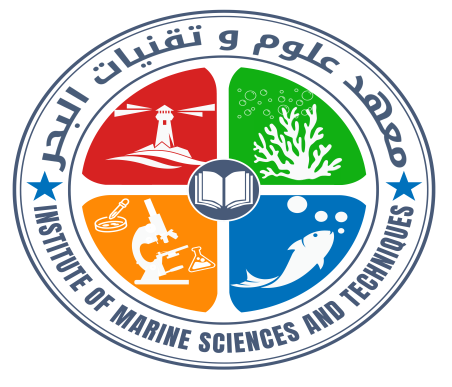 معهد علوم و تقنيات البحر
INSTITUTE OF MARINE SCIENCES AND TECHNIQUES